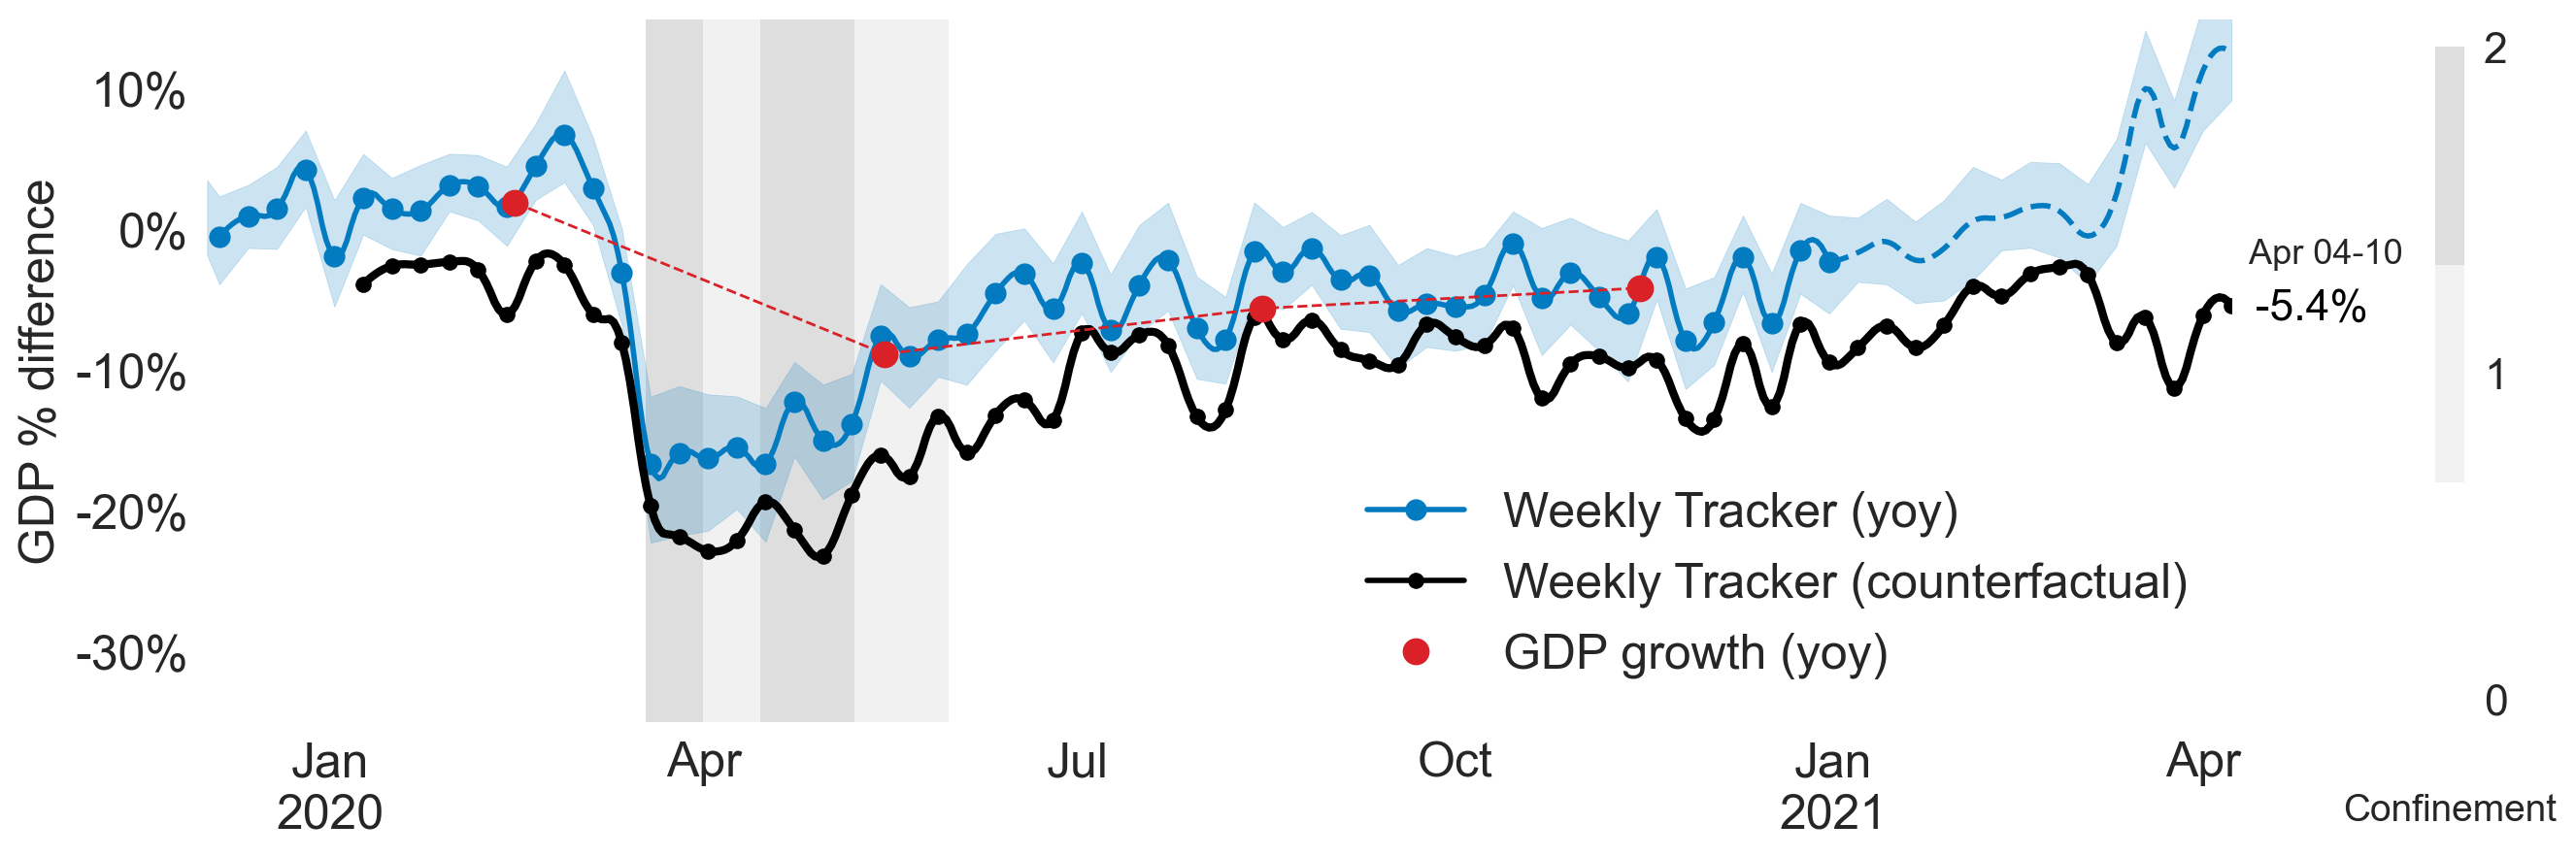 GDP % difference
10%
0%
-10%
-20%
-30%
Weekly Tracker (yoy)
Weekly Tracker (counterfactual)
GDP growth (yoy)
Apr 04-10
-5.4%
2
1
0
Jan
2020
Apr
Jul
Oct
Jan
2021
Apr
Confinement